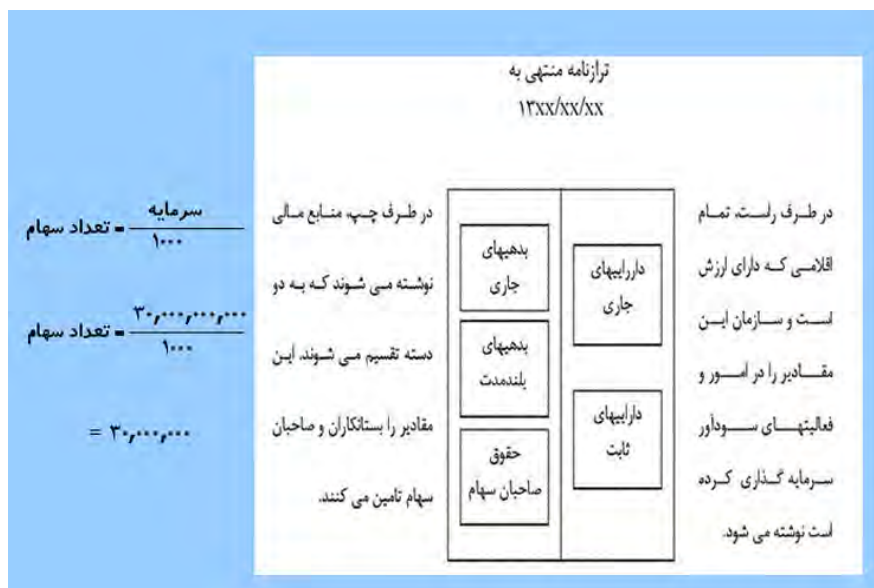 ترازنامه منتهی به
۱۳xx/xx/xx
در طرف راست، تمام
اقلامی که دارای ارزش
است و سازمان این
مقادیر را در امور و
فعالیتهای سودآور
سرمایه گذاری کرده
است نوشته می شود.
دارراییهای
جاری
داراییهای
ثابت
بدهیهای
جاری
بدهیهای
بلندمدت
حقوق
صاحبان سهام
در طرف چپ، منابع مالی
نوشته می شوند که به دو
دسته تقسیم می شوند. این
مقادیر را بستانکاران و صاحبان
سهام تامین می کنند.
سرمایه
تعداد سهام =
۱۰۰۰
۳۰,۰۰۰,۰۰۰,۰۰۰
تعداد سهام =
۱۰۰۰
= ۳۰,۰۰۰,۰۰۰